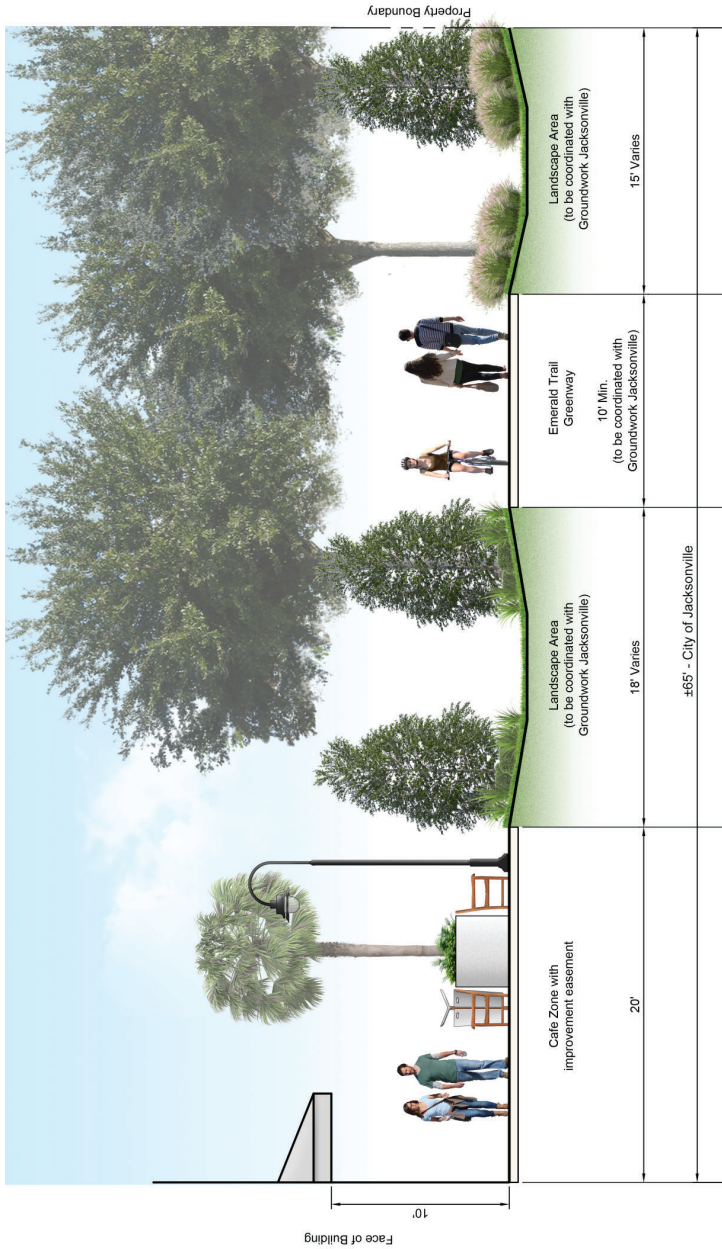 Face of Building
10'
Property Boundary
Cafe Zone with
improvement easement
20'
Landscape Area
(to be coordinated with
Groundwork Jacksonville)
18' Varies
Emerald Trail
Greenway
10' Min.
(to be coordinated with
Groundwork Jacksonville)
Landscape Area
(to be coordinated with
Groundwork Jacksonville)
15' Varies
±65' - City of Jacksonville